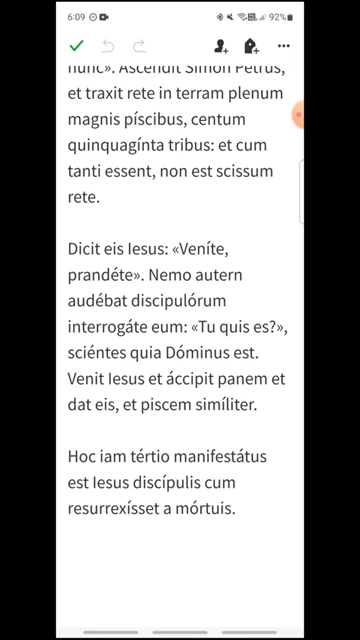 6:09
92%
nunc». Ascendit Simon Petrus,
et traxit rete in terram plenum
magnis píscibus, centum
quinquagínta tribus: et cum
tanti essent, non est scissum
rete.
Dicit eis Iesus: «Veníte,
prandéte». Nemo autern
audébat discipulórum
interrogáte eum: «Tu quis es?»,
sciéntes quia Dóminus est.
Venit Iesus et áccipit panem et
dat eis, et piscem simíliter.
Hoc iam tértio manifestátus
est Iesus discípulis cum
resurrexísset a mórtuis.